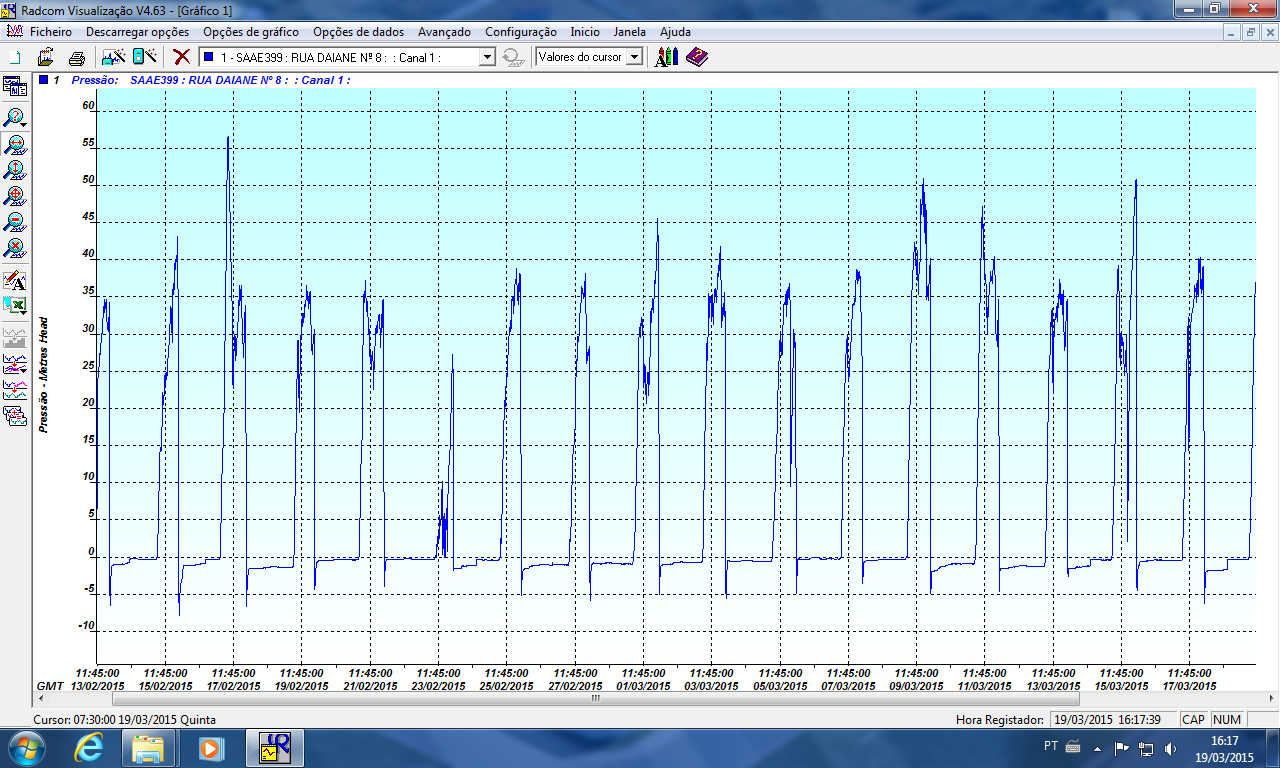 Radcom Visualização V4.63 - [Gráfico 1]
Ficheiro Descarregar opções Opções de gráfico Opções de dados Avançado Configuração Inicio Janela Ajuda
1 - SAAE399 : RUA DAIANE Nº 8 : : Canal 1 : Valores do cursor
1 Pressão: SAAE399 : RUA DAIANE Nº 8 : : Canal 1 :
60
55
50
45
40
35
30
25
20
15
10
5
0
-5
-10
Pressão - Metres Head
11:45:00 11:45:00 11:45:00 11:45:00 11:45:00 11:45:00 11:45:00 11:45:00 11:45:00 11:45:00 11:45:00 11:45:00 11:45:00 11:45:00 11:45:00 11:45:00 11:45:00
GMT 13/02/2015 15/02/2015 17/02/2015 19/02/2015 21/02/2015 23/02/2015 25/02/2015 27/02/2015 01/03/2015 03/03/2015 05/03/2015 07/03/2015 09/03/2015 11/03/2015 13/03/2015 15/03/2015 17/03/2015
Cursor: 07:30:00 19/03/2015 Quinta Hora Registador: 19/03/2015 16:17:39 CAP NUM
PT 16:17
19/03/2015